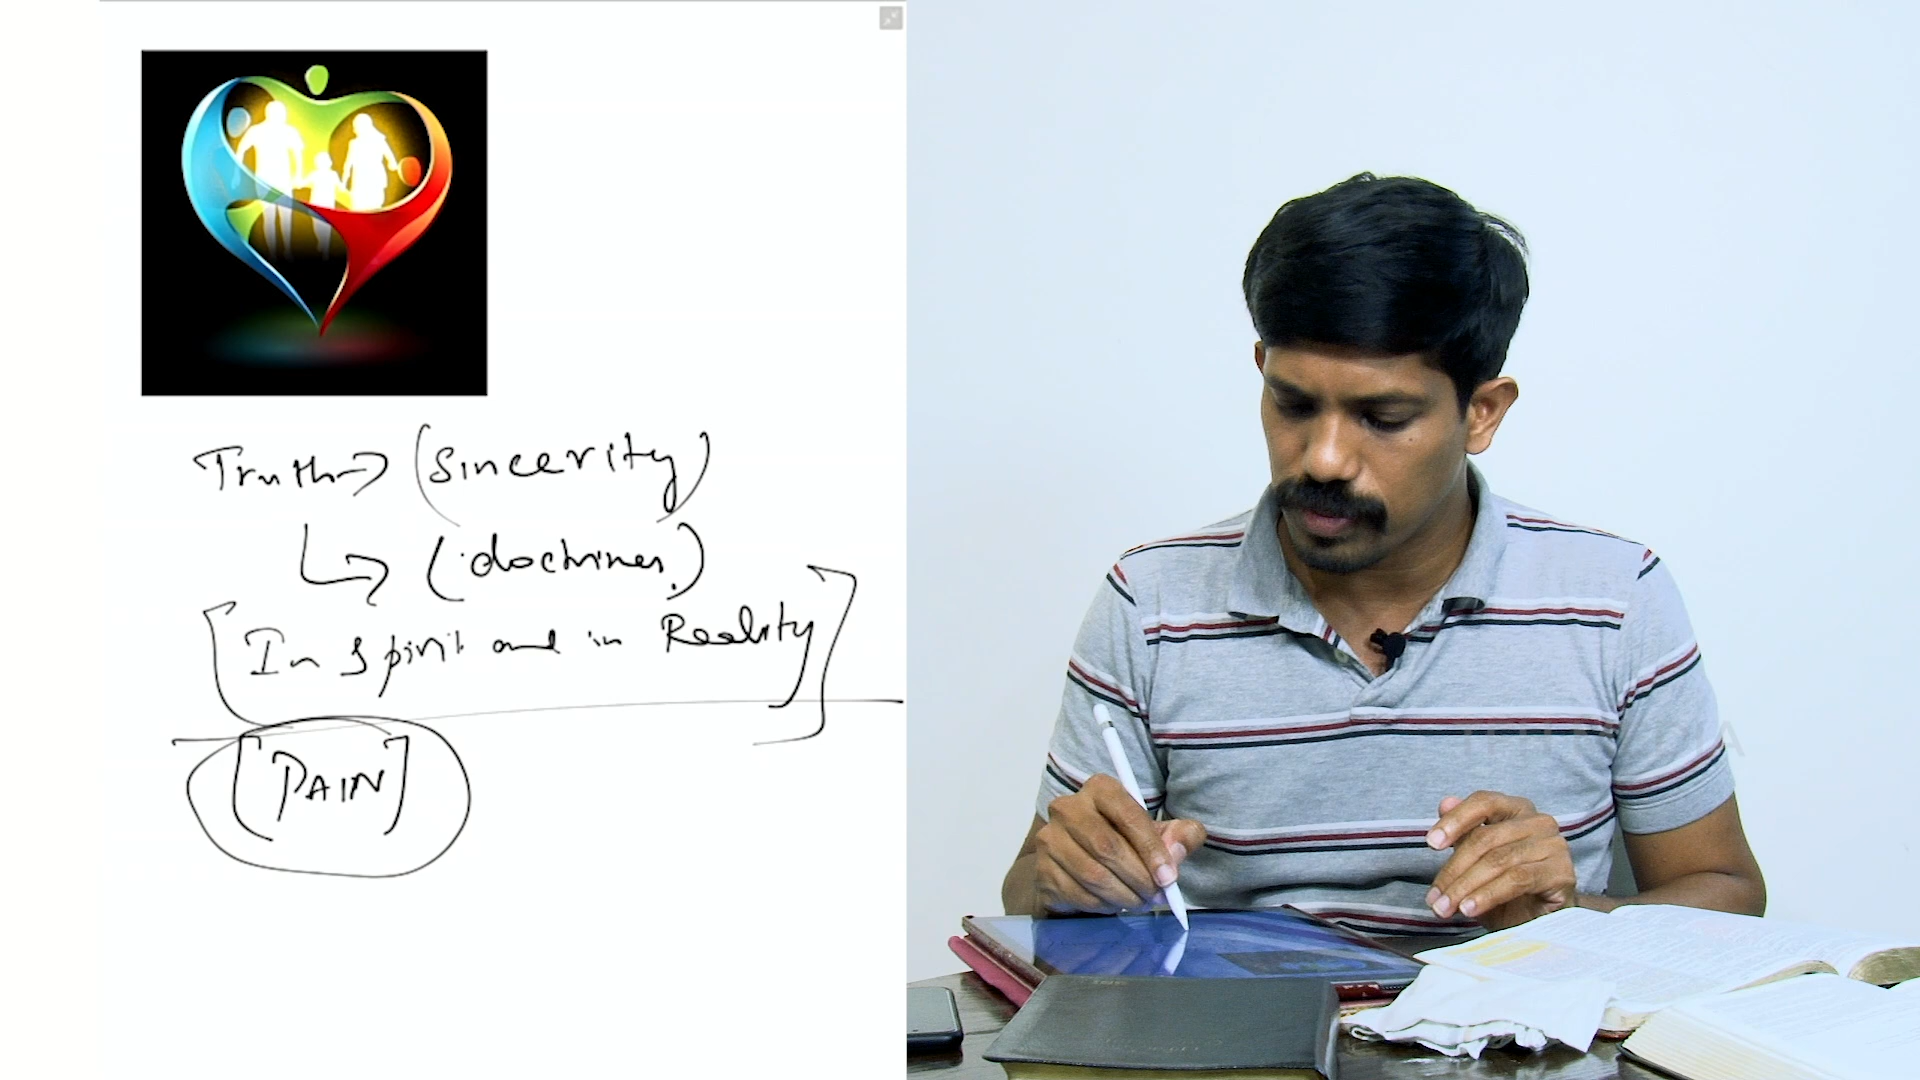 Truth → (sincerity)
↳ (doctrines.)
[In spirit and in Reality]
[PAIN]